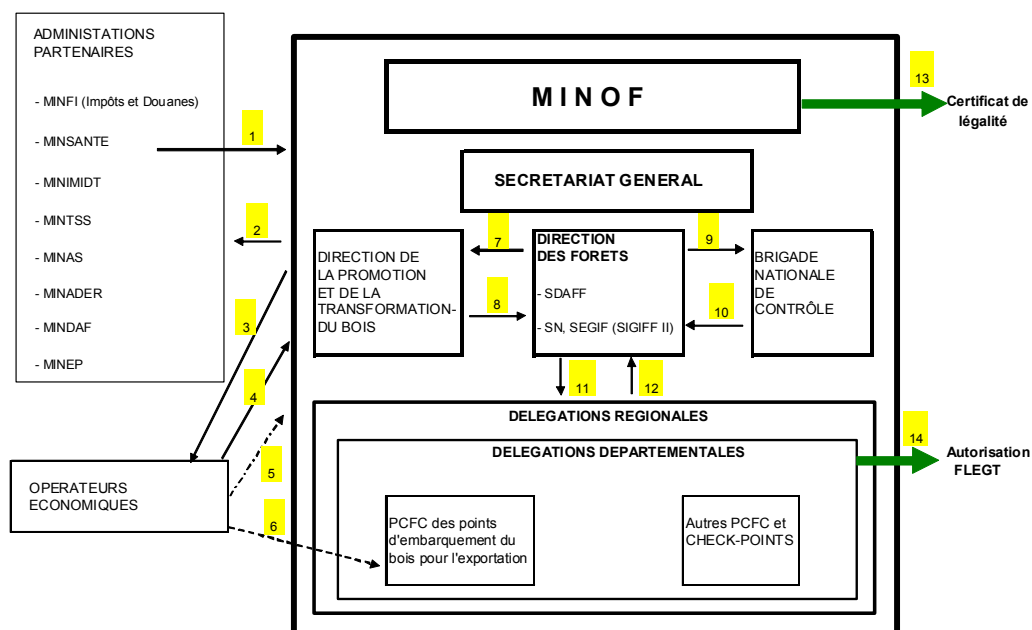 ADMINISTATIONS
PARTENAIRES
- MINFI (Impôts et Douanes)
- MINSANTE
- MINIMIDT
- MINTSS
- MINAS
- MINADER
- MINDAF
- MINEP
1
2
3
4
5
6
OPERATEURS
ECONOMIQUES
MINOF
13
Certificat de
légalité
SECRETARIAT GENERAL
DIRECTION DE
LA PROMOTION
ET DE LA
TRANSFORMATION-
DU BOIS
7
8
DIRECTION
DES FORETS
- SDAFF
- SN, SEGIF (SIGIFF II)
9
10
BRIGADE
NATIONALE
DE
CONTRÔLE
11
12
DELEGATIONS REGIONALES
DELEGATIONS DEPARTEMENTALES
14
Autorisation
FLEGT
PCFC des points
d'embarquement du
bois pour l'exportation
Autres PCFC et
CHECK-POINTS